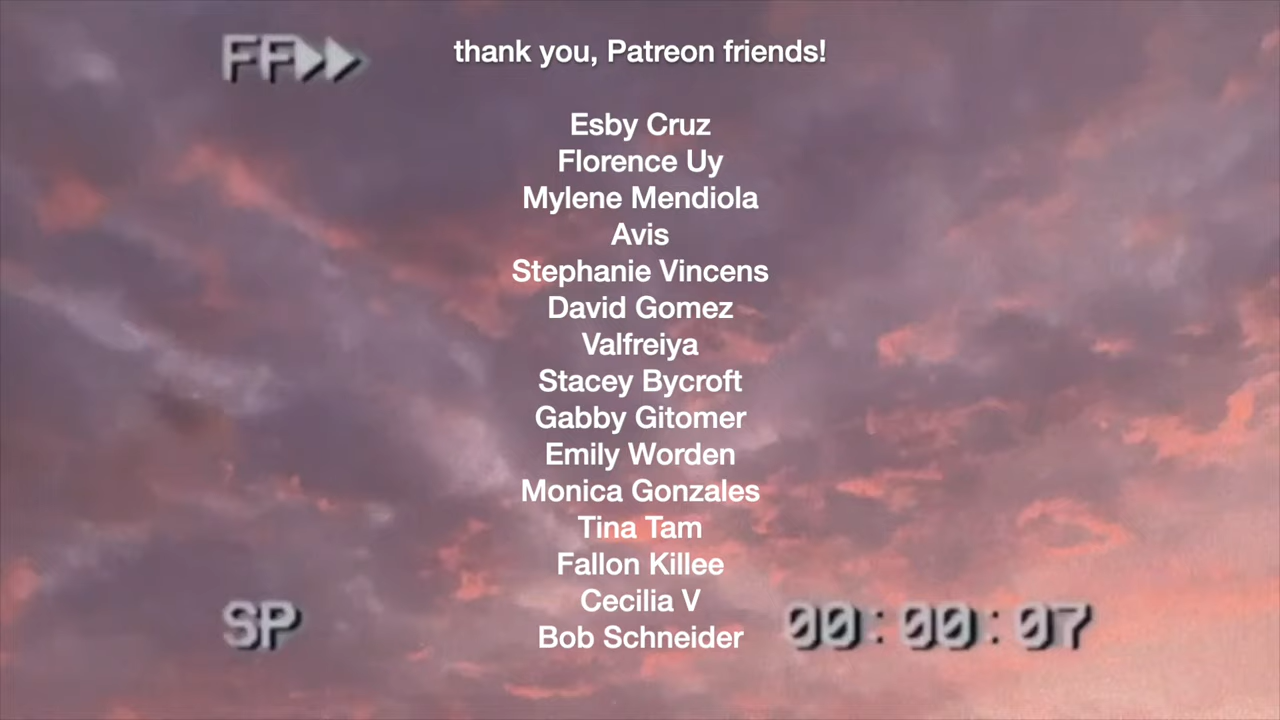 FF
thank you, Patreon friends!
Esby Cruz
Florence Uy
Mylene Mendiola
Avis
Stephanie Vincens
David Gomez
Valfreiya
Stacey Bycroft
Gabby Gitomer
Emily Worden
Monica Gonzales
Tina Tam
Fallon Killee
Cecilia V
Bob Schneider
SP
00:00:07